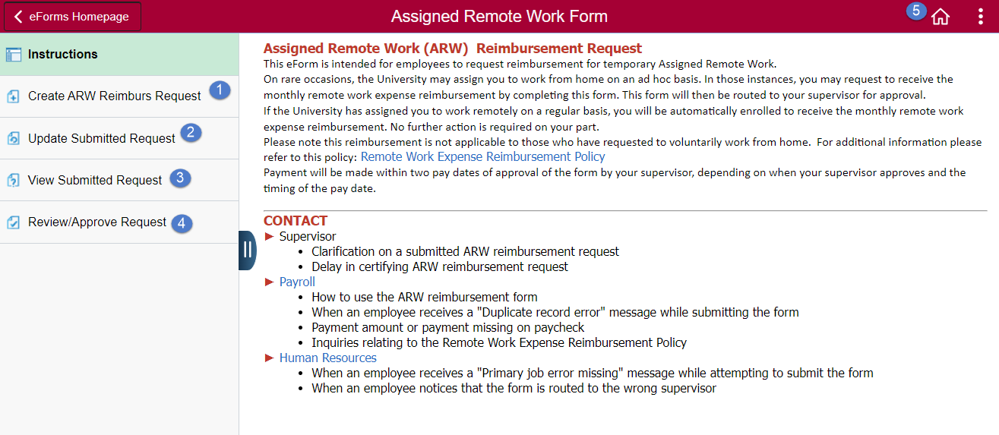 eForms Homepage
Assigned Remote Work Form
5
Instructions
Create ARW Reimburs Request
1
Update Submitted Request
2
View Submitted Request
3
Review/Approve Request
4
Assigned Remote Work (ARW)  Reimbursement Request
This eForm is intended for employees to request reimbursement for temporary Assigned Remote Work.
On rare occasions, the University may assign you to work from home on an ad hoc basis. In those instances, you may request to receive the
monthly remote work expense reimbursement by completing this form. This form will then be routed to your supervisor for approval.
If the University has assigned you to work remotely on a regular basis, you will be automatically enrolled to receive the monthly remote work
expense reimbursement. No further action is required on your part.
Please note this reimbursement is not applicable to those who have requested to voluntarily work from home.  For additional information please
refer to this policy: Remote Work Expense Reimbursement Policy
Payment will be made within two pay dates of approval of the form by your supervisor, depending on when your supervisor approves and the
timing of the pay date.
CONTACT
Supervisor
• Clarification on a submitted ARW reimbursement request
• Delay in certifying ARW reimbursement request
Payroll
• How to use the ARW reimbursement form
• When an employee receives a "Duplicate record error" message while submitting the form
• Payment amount or payment missing on paycheck
• Inquiries relating to the Remote Work Expense Reimbursement Policy
Human Resources
• When an employee receives a "Primary job error missing" message while attempting to submit the form
• When an employee notices that the form is routed to the wrong supervisor